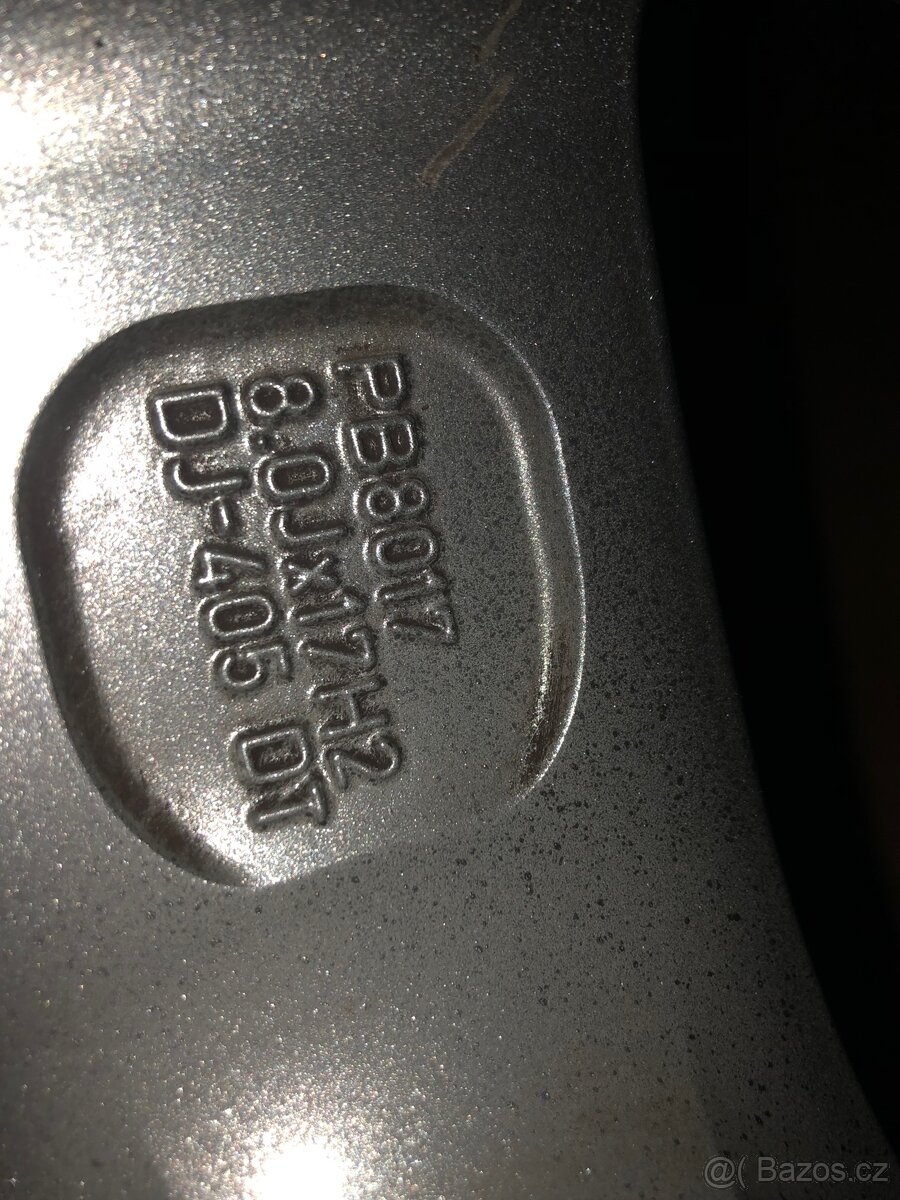 PB8017
8.0Jx17H2
DJ-405 DT
@( Bazos.cz